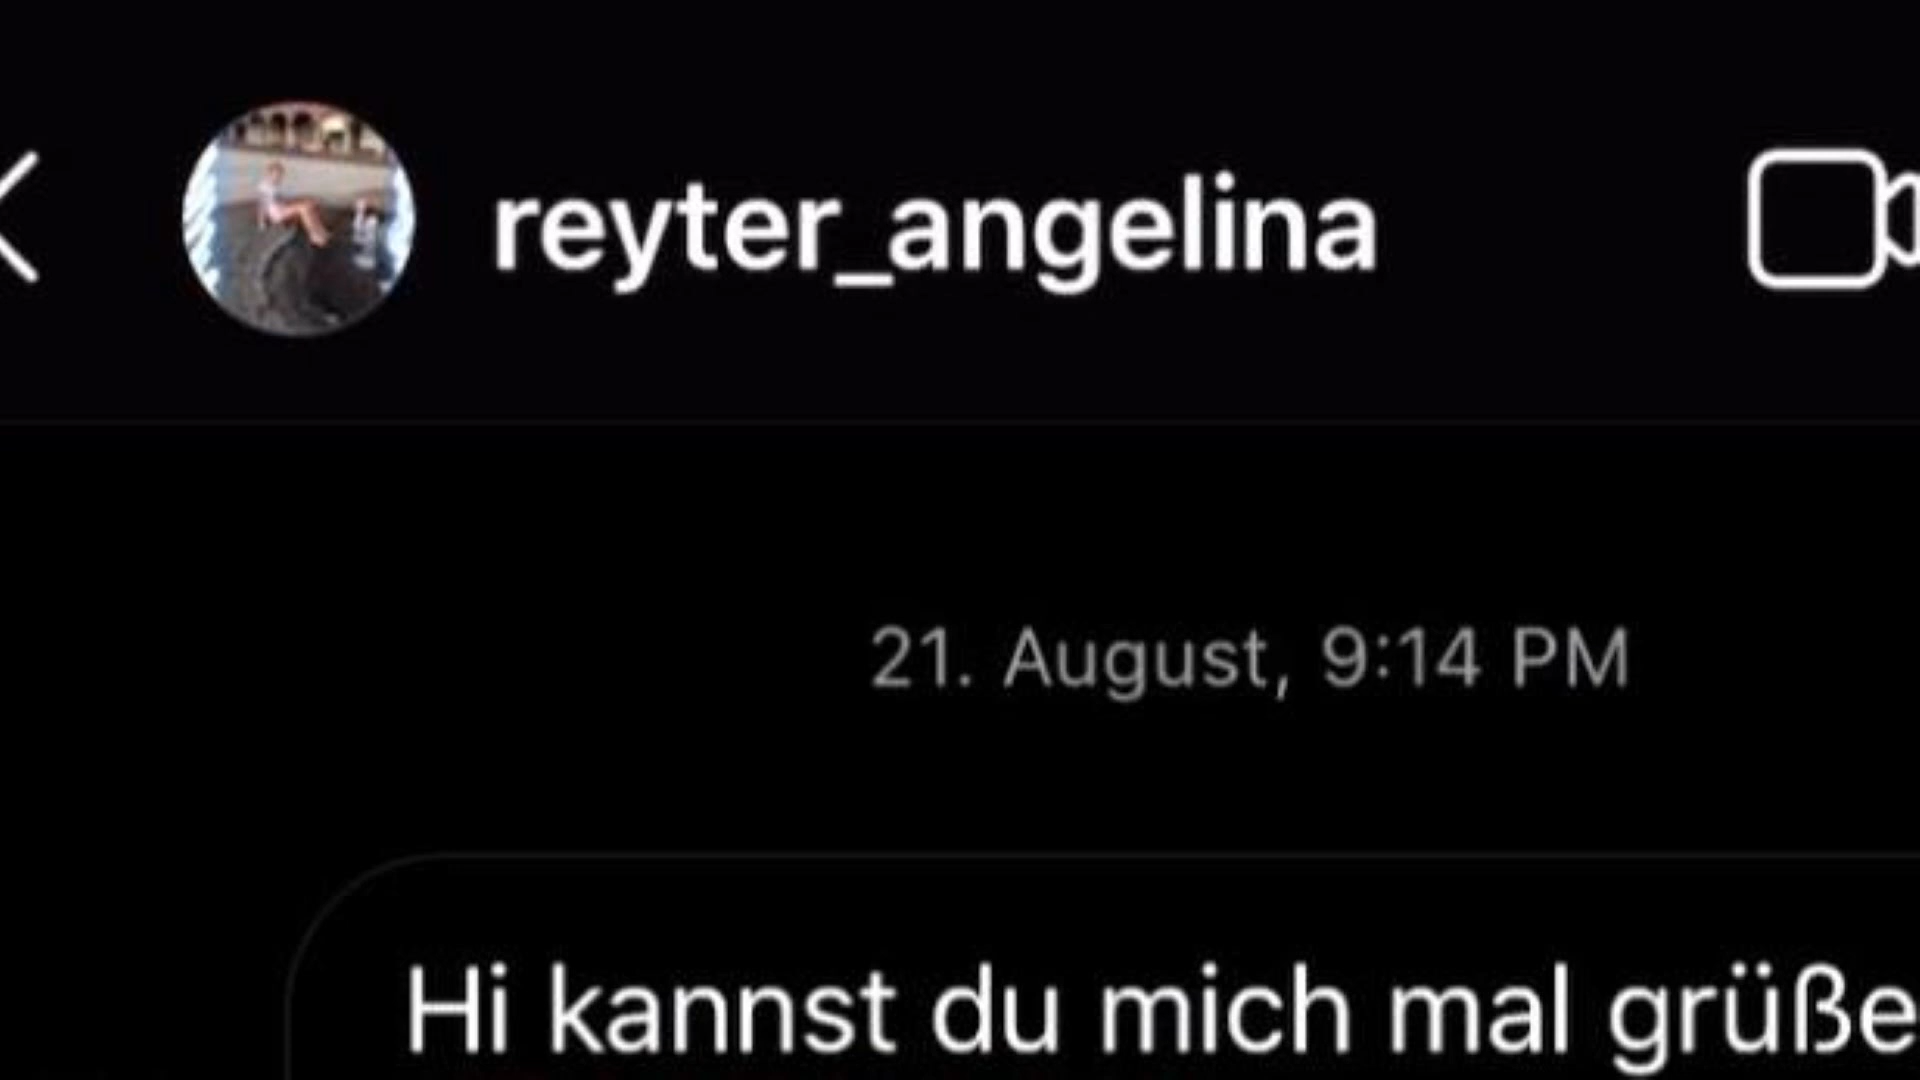 reyter_angelina
21. August, 9:14 PM
Hi kannst du mich mal grüße